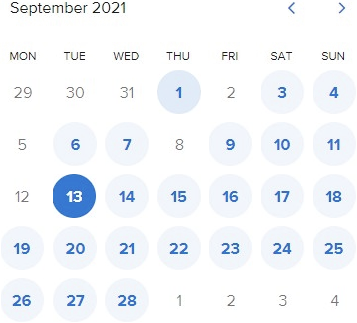 September 2021
MON TUE WED THU FRI SAT SUN
29 30 31 1 2 3 4
5 6 7 8 9 10 11
12 13 14 15 16 17 18
19 20 21 22 23 24 25
26 27 28 1 2 3 4